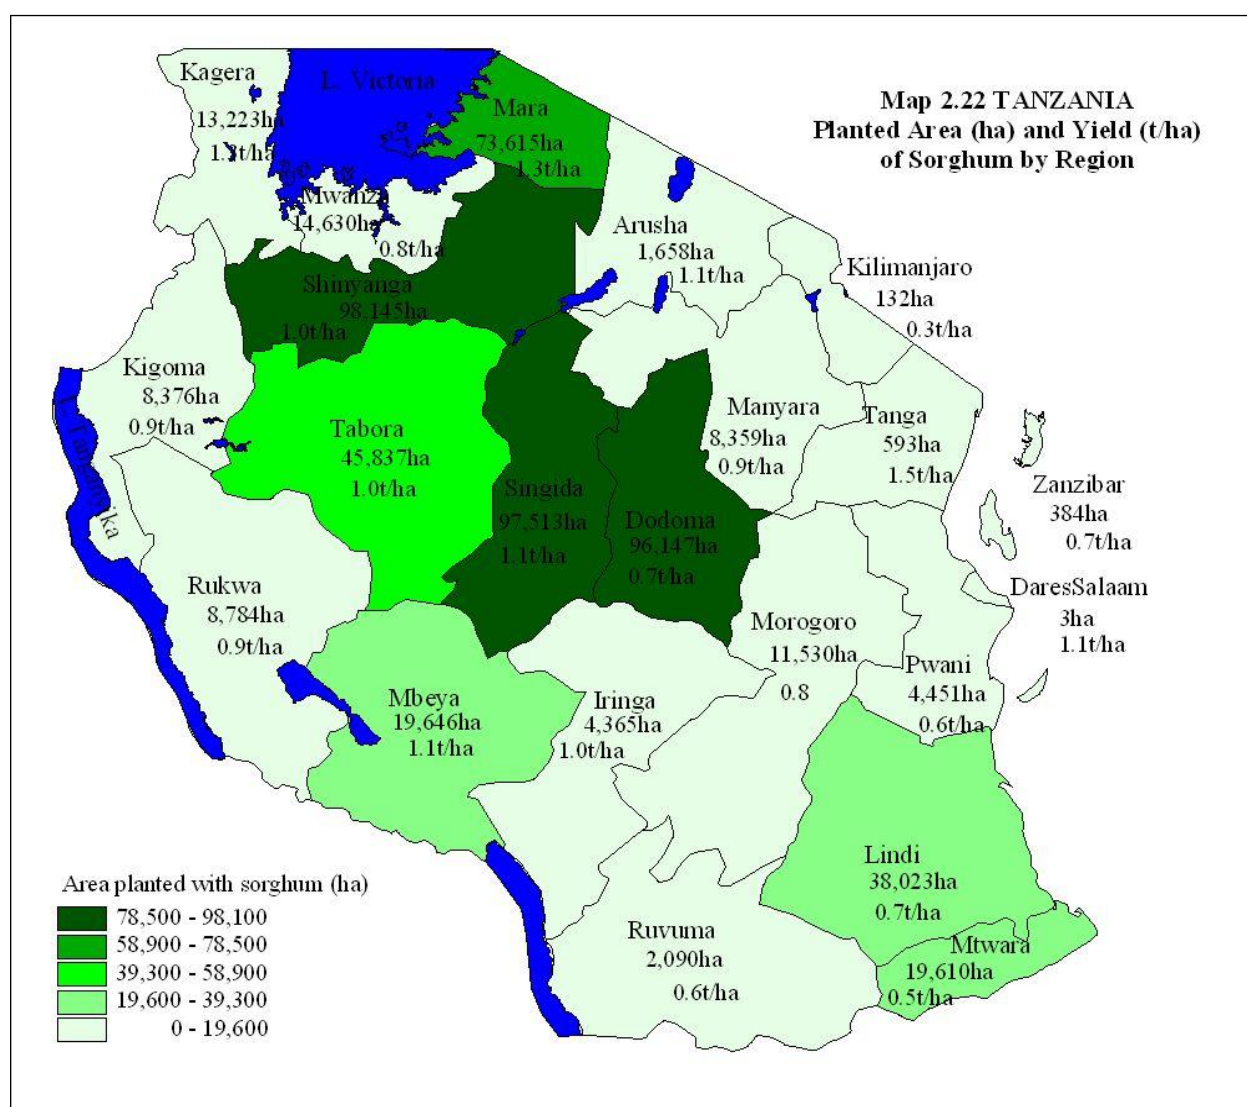 Map 2.22 TANZANIA
Planted Area (ha) and Yield (t/ha)
of Sorghum by Region
Kagera
13,223ha
L. Victoria
Mara
73,615ha
1.3t/ha
Mwanza
14,630ha
0.8t/ha
Arusha
1,658ha
1.1t/ha
Kilimanjaro
132ha
0.3t/ha
Shinyanga
98,145ha
1.0t/ha
Kigoma
8,376ha
0.9t/ha
L. Tanganyika
Tabora
45,837ha
1.0t/ha
Singida
97,513ha
1.1t/ha
Dodoma
96,147ha
0.7t/ha
Manyara
8,359ha
0.9t/ha
Tanga
593ha
1.5t/ha
Zanzibar
384ha
0.7t/ha
DaresSalaam
3ha
1.1t/ha
Rukwa
8,784ha
0.9t/ha
Morogoro
11,530ha
0.8
Pwani
4,451ha
0.6t/ha
Mbeya
19,646ha
1.1t/ha
Iringa
4,365ha
1.0t/ha
Lindi
38,023ha
0.7t/ha
Ruvuma
2,090ha
0.6t/ha
Mtwara
19,610ha
0.5t/ha
Area planted with sorghum (ha)
78,500 - 98,100
58,900 - 78,500
39,300 - 58,900
19,600 - 39,300
0 - 19,600